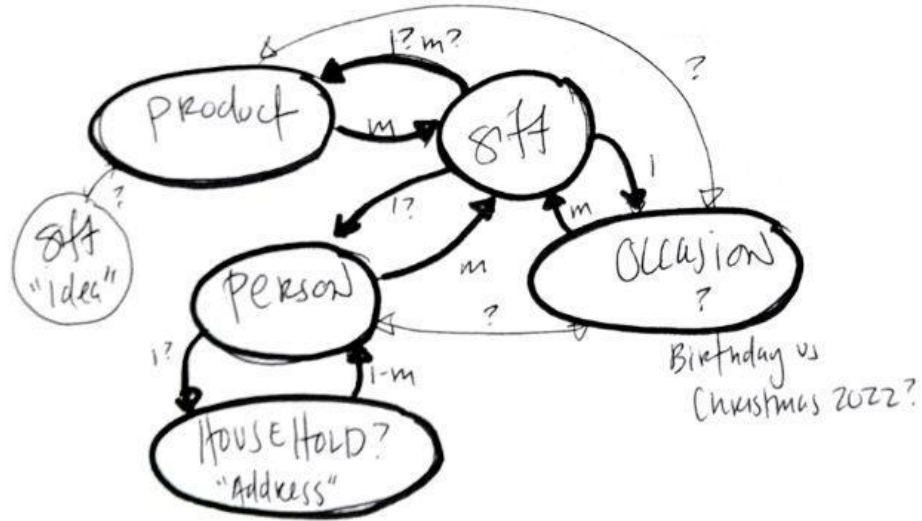 1? m?
?
Product
m
gift
1
?
gift
"idea"
1?
m
m
Occasion
?
Person
?
1?
1-m
Birthday vs
Christmas 2022?
HOUSEHOLD?
"Address"